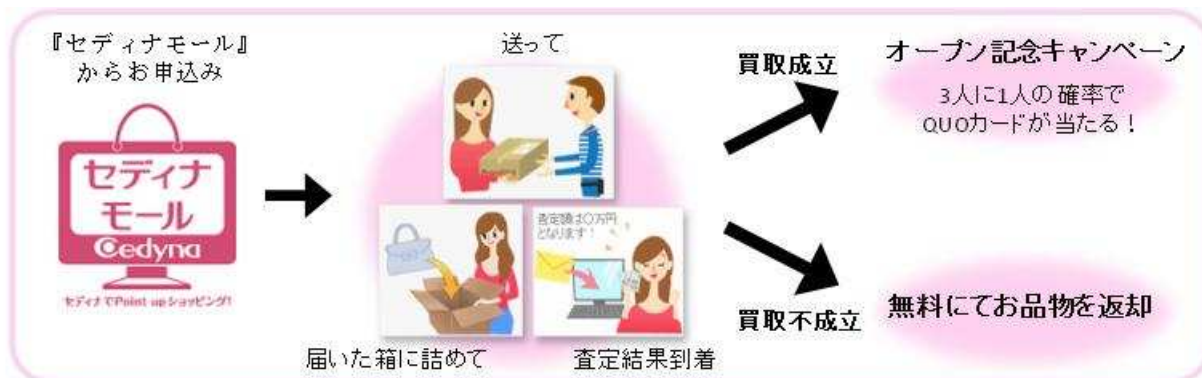 『セディナモール』
からお申込み
セディナ
モール
Cedyna
セディナでPoint upショッピング!
送って
届いた箱に詰めて
査定額は〇万円
となります!
査定結果到着
買取成立
オープン記念キャンペーン
3人に1人の確率で
QUOカードが当たる!
買取不成立
無料にてお品物を返却